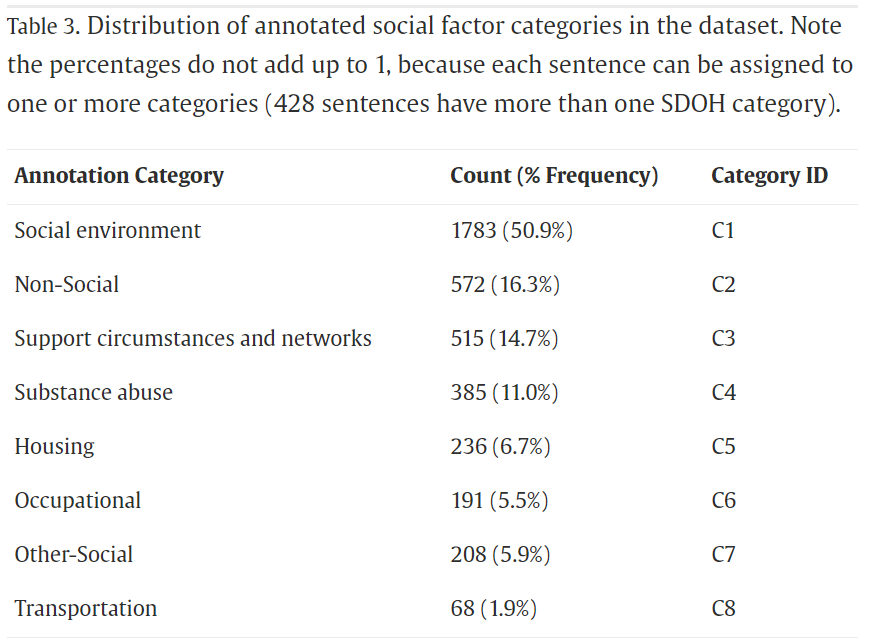 Table 3. Distribution of annotated social factor categories in the dataset. Note
the percentages do not add up to 1, because each sentence can be assigned to
one or more categories (428 sentences have more than one SDOH category).
Annotation Category Count (% Frequency) Category ID
Social environment 1783 (50.9%) C1
Non-Social 572 (16.3%) C2
Support circumstances and networks 515 (14.7%) C3
Substance abuse 385 (11.0%) C4
Housing 236 (6.7%) C5
Occupational 191 (5.5%) C6
Other-Social 208 (5.9%) C7
Transportation 68 (1.9%) C8